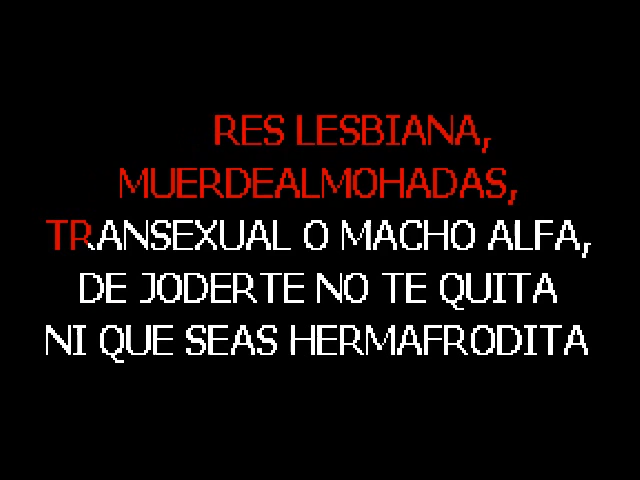 RES LESBIANA,
MUERDEALMOHADAS,
TRANSEXUAL O MACHO ALFA,
DE JODERTE NO TE QUITA
NI QUE SEAS HERMAFRODITA